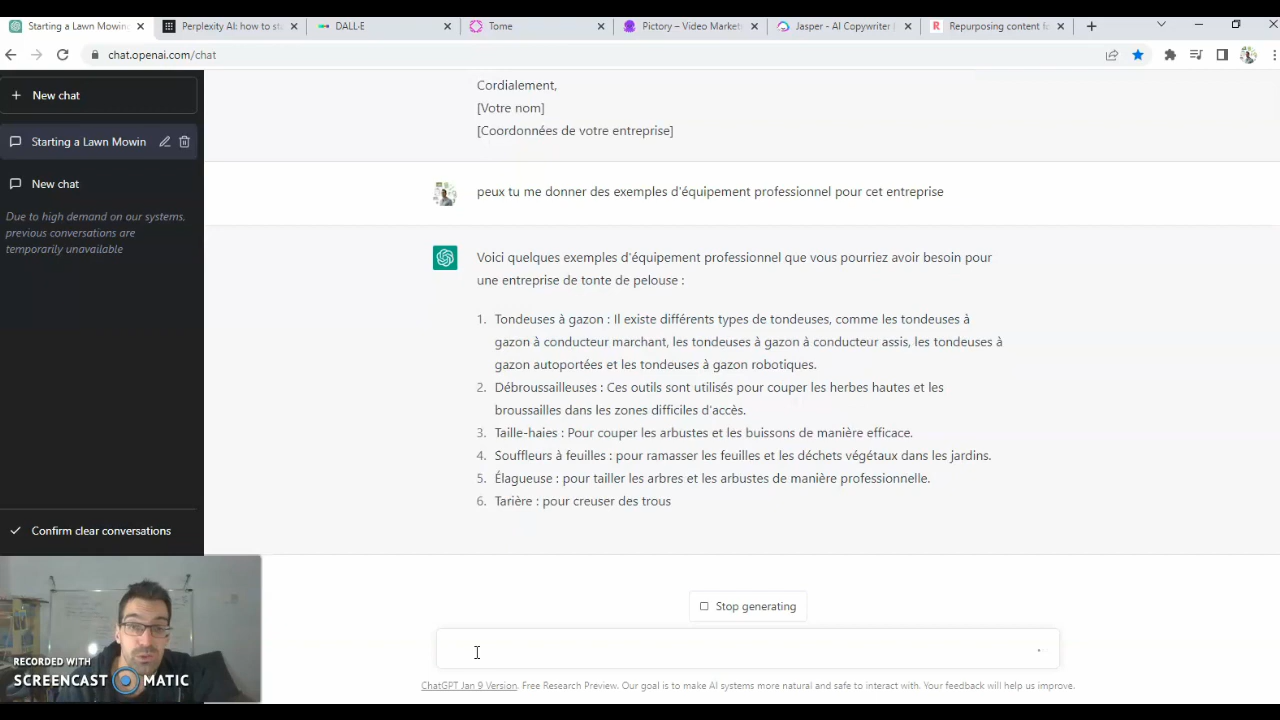 Starting a Lawn Mowing
Perplexity AI: how to st
DALL·E
Tome
Pictory – Video Market
Jasper - AI Copywriter
Repurposing content f
chat.openai.com/chat
New chat
Starting a Lawn Mowin
New chat
Due to high demand on our systems,
previous conversations are
temporarily unavailable
Confirm clear conversations
Cordialement,
[Votre nom]
[Coordonnées de votre entreprise]
peux tu me donner des exemples d'équipement professionnel pour cet entreprise
Voici quelques exemples d'équipement professionnel que vous pourriez avoir besoin pour
une entreprise de tonte de pelouse :
1. Tondeuses à gazon : Il existe différents types de tondeuses, comme les tondeuses à
gazon à conducteur marchant, les tondeuses à gazon à conducteur assis, les tondeuses à
gazon autoportées et les tondeuses à gazon robotiques.
2. Débroussailleuses : Ces outils sont utilisés pour couper les herbes hautes et les
broussailles dans les zones difficiles d'accès.
3. Taille-haies : Pour couper les arbustes et les buissons de manière efficace.
4. Souffleurs à feuilles : pour ramasser les feuilles et les déchets végétaux dans les jardins.
5. Élagueuse : pour tailler les arbres et les arbustes de manière professionnelle.
6. Tarière : pour creuser des trous
Stop generating
ChatGPT Jan 9 Version. Free Research Preview. Our goal is to make AI systems more natural and safe to interact with. Your feedback will help us improve.
RECORDED WITH
SCREENCAST MATIC